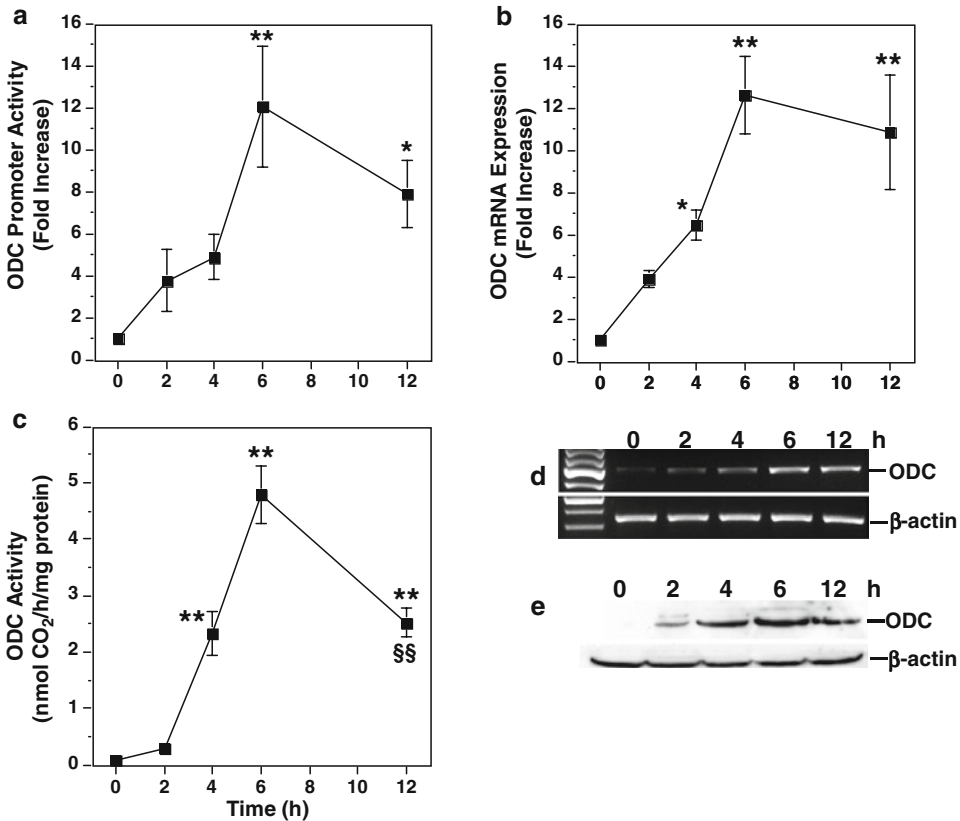 a
ODC Promoter Activity
(Fold Increase)
16
14
12
10
8
6
4
2
0
**
*
0 2 4 6 8 10 12
b
ODC mRNA Expression
(Fold Increase)
16
14
12
10
8
6
4
2
0
*
**
**
0 2 4 6 8 10 12
c
ODC Activity
(nmol CO₂/h/mg protein)
6
5
4
3
2
1
0
**
**
**
§§
0 2 4 6 8 10 12
Time (h)
d
0 2 4 6 12 h
ODC
β-actin
e
0 2 4 6 12 h
ODC
β-actin